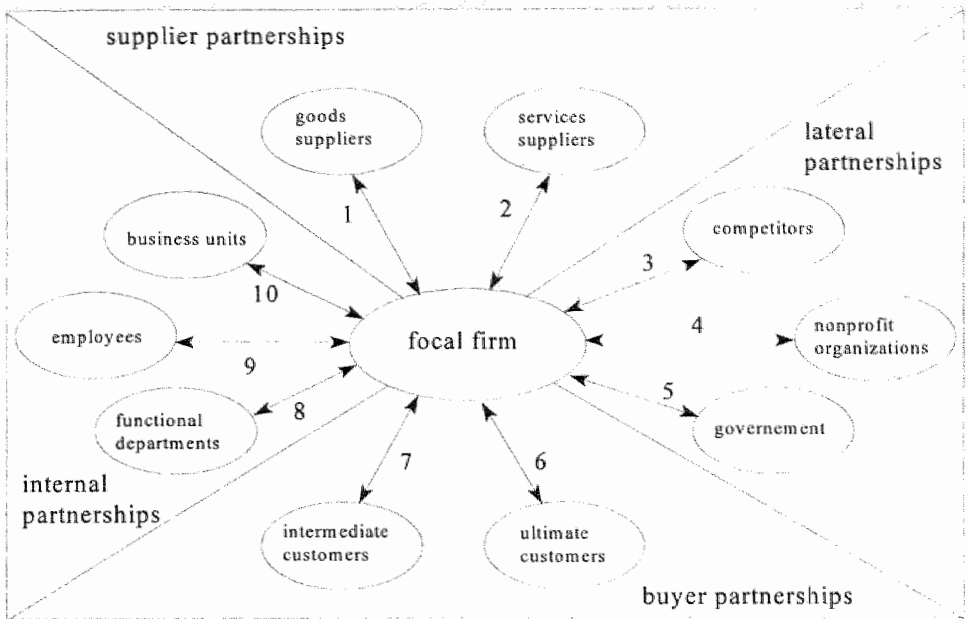 supplier partnerships
goods
suppliers
services
suppliers
lateral
partnerships
1
2
business units
competitors
10
3
employees
focal firm
4
nonprofit
organizations
9
8
5
functional
departments
governement
7
6
internal
partnerships
intermediate
customers
ultimate
customers
buyer partnerships